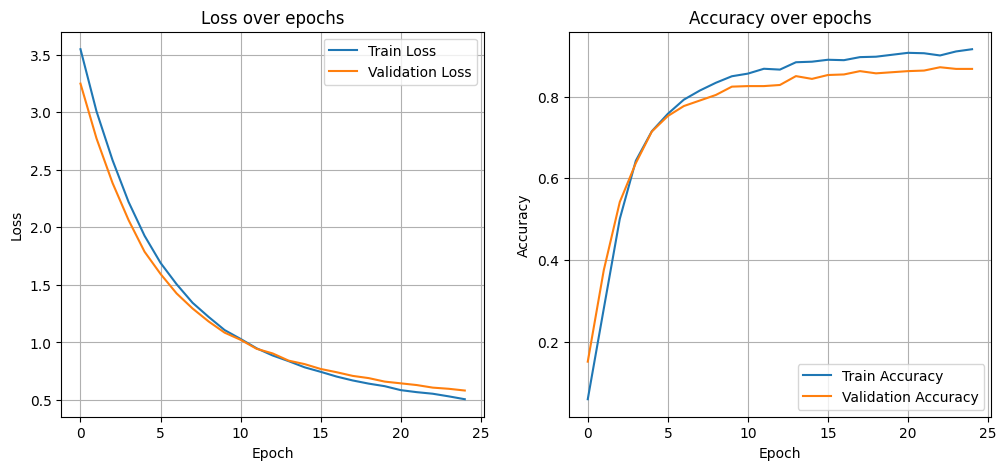 Loss over epochs
Train Loss
Validation Loss
3.5
3.0
2.5
2.0
1.5
1.0
0.5
Loss
0
5
10
15
20
25
Epoch
Accuracy over epochs
0.8
0.6
0.4
0.2
Accuracy
Train Accuracy
Validation Accuracy
0
5
10
15
20
25
Epoch